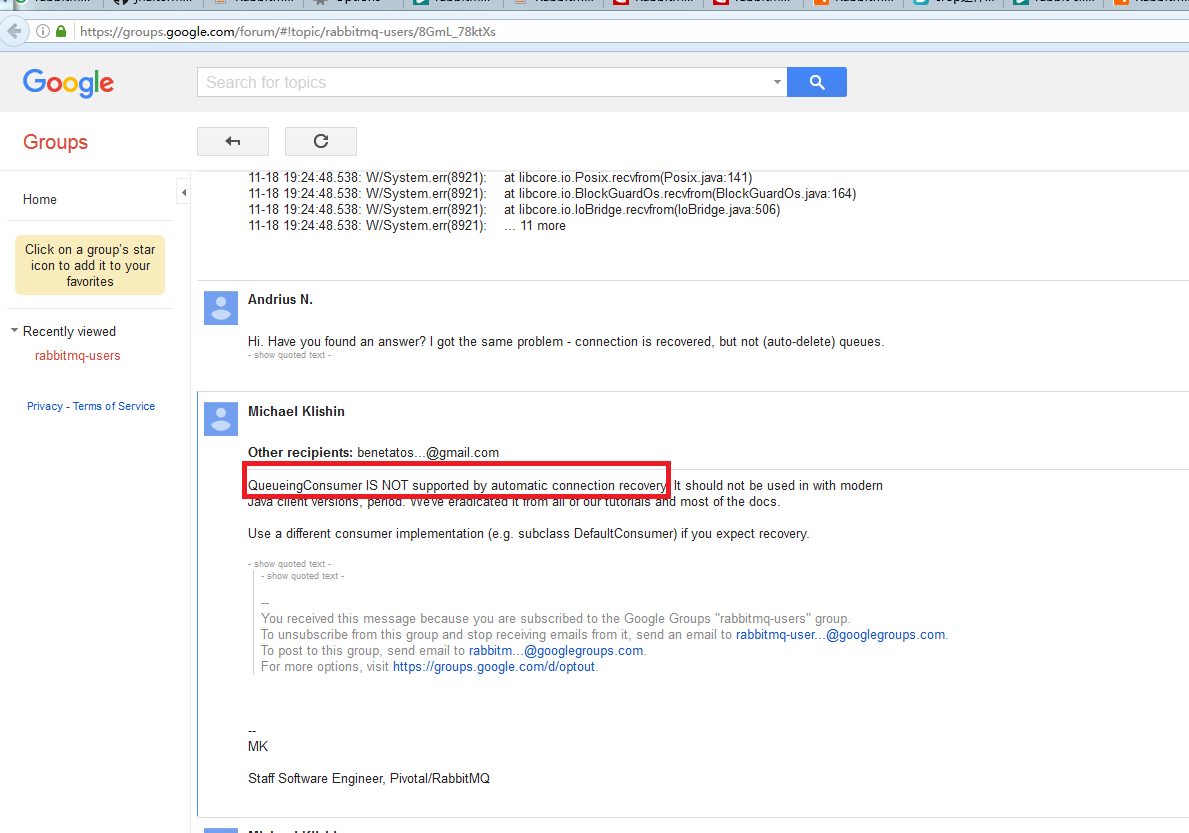 https://groups.google.com/forum/#!topic/rabbitmq-users/8GmL_78ktXs
Google
Search for topics
Groups
Home
Click on a group's star
icon to add it to your
favorites
Recently viewed
rabbitmq-users
Privacy - Terms of Service
11-18 19:24:48.538: W/System.err(8921): at libcore.io.Posix.recvfrom(Posix.java:141)
11-18 19:24:48.538: W/System.err(8921): at libcore.io.BlockGuardOs.recvfrom(BlockGuardOs.java:164)
11-18 19:24:48.538: W/System.err(8921): at libcore.io.IoBridge.recvfrom(IoBridge.java:506)
11-18 19:24:48.538: W/System.err(8921): ... 11 more
Andrius N.
Hi. Have you found an answer? I got the same problem - connection is recovered, but not (auto-delete) queues.
- show quoted text -
Michael Klishin
Other recipients: benetatos...@gmail.com
QueueingConsumer IS NOT supported by automatic connection recovery. It should not be used in with modern
Java client versions, period. We've eradicated it from all of our tutorials and most of the docs.
Use a different consumer implementation (e.g. subclass DefaultConsumer) if you expect recovery.
- show quoted text -
- show quoted text -
--
You received this message because you are subscribed to the Google Groups "rabbitmq-users" group.
To unsubscribe from this group and stop receiving emails from it, send an email to rabbitmq-user...@googlegroups.com.
To post to this group, send email to rabbitm...@googlegroups.com.
For more options, visit https://groups.google.com/d/optout.
--
MK
Staff Software Engineer, Pivotal/RabbitMQ